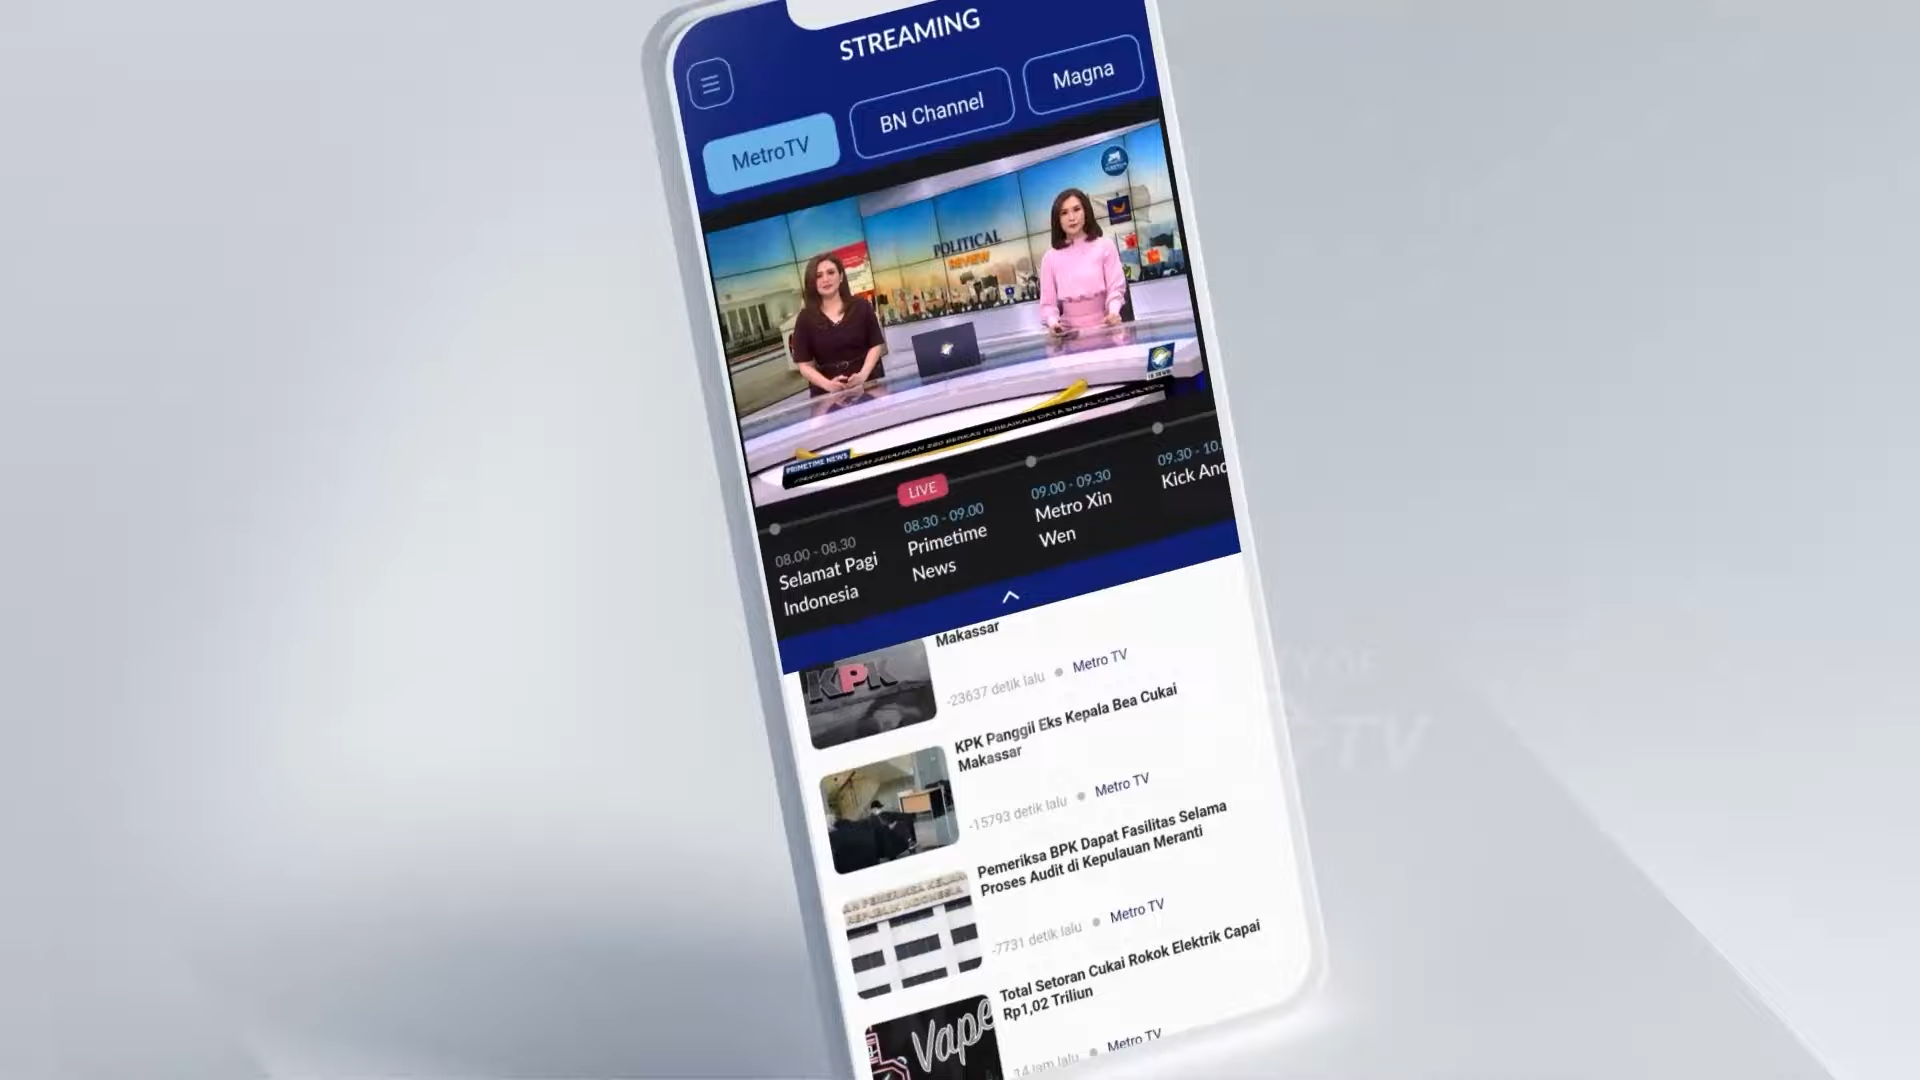 STREAMING
MetroTV
BN Channel
Magna
POLITICAL
REVIEW
PRIMETIME NEWS
LIVE
08.00 - 08.30
Selamat Pagi
Indonesia
08.30 - 09.00
Primetime
News
09.00 - 09.30
Metro Xin
Wen
09.30 - 10.
Kick And
Makassar
-23637 detik lalu
Metro TV
KPK
KPK Panggil Eks Kepala Bea Cukai
Makassar
-15793 detik lalu
Metro TV
Pemeriksa BPK Dapat Fasilitas Selama
Proses Audit di Kepulauan Meranti
-7731 detik lalu
Metro TV
REPUBLIK INDONESIA
Total Setoran Cukai Rokok Elektrik Capai
Rp1,02 Triliun
14 jam lalu
Metro TV
Vape
TV